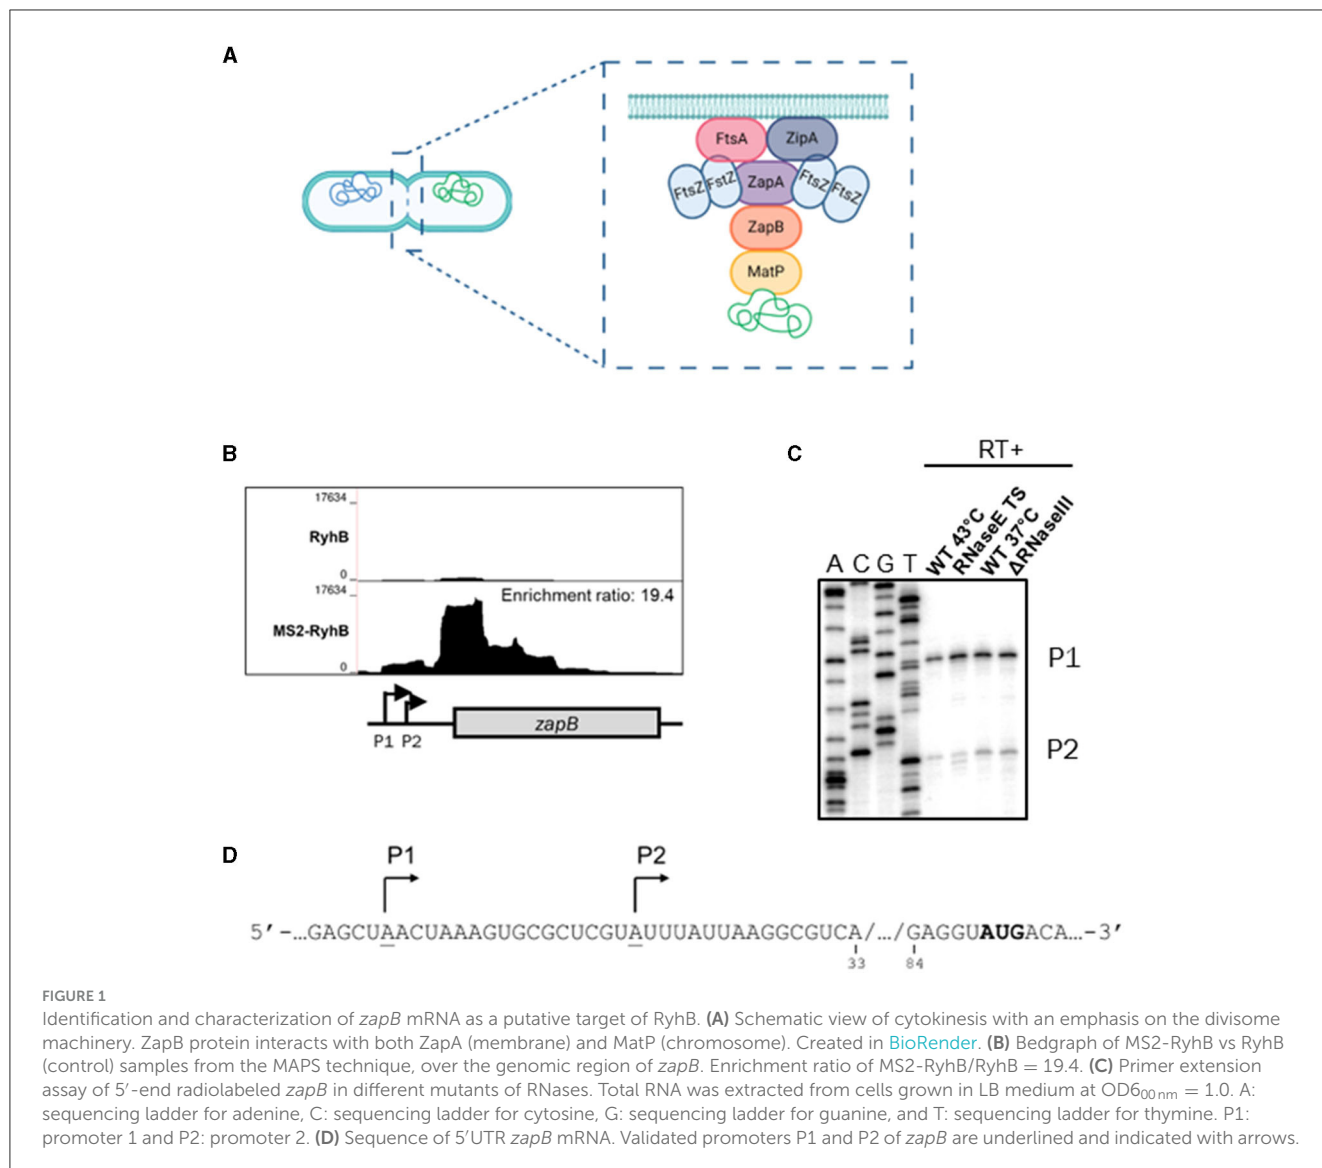 A
FtsA
ZipA
FtsZ
FstZ
ZapA
FtsZ
FtsZ
ZapB
MatP
B
17634
RyhB
0
17634
Enrichment ratio: 19.4
MS2-RyhB
0
P1
P2
zapB
C
RT+
WT 43°C
RNaseE TS
WT 37°C
ΔRNaseIII
A C G T
P1
P2
D
P1
P2
5’ -…GAGCUAACUAAAGUGCGCUCGUAUUUAUUAAGGCGUCA/…/GAGGUAUGACA…-3’
33
84
FIGURE 1
Identification and characterization of zapB mRNA as a putative target of RyhB. (A) Schematic view of cytokinesis with an emphasis on the divisome
machinery. ZapB protein interacts with both ZapA (membrane) and MatP (chromosome). Created in BioRender. (B) Bedgraph of MS2-RyhB vs RyhB
(control) samples from the MAPS technique, over the genomic region of zapB. Enrichment ratio of MS2-RyhB/RyhB = 19.4. (C) Primer extension
assay of 5′-end radiolabeled zapB in different mutants of RNases. Total RNA was extracted from cells grown in LB medium at OD600 nm = 1.0. A:
sequencing ladder for adenine, C: sequencing ladder for cytosine, G: sequencing ladder for guanine, and T: sequencing ladder for thymine. P1:
promoter 1 and P2: promoter 2. (D) Sequence of 5′UTR zapB mRNA. Validated promoters P1 and P2 of zapB are underlined and indicated with arrows.